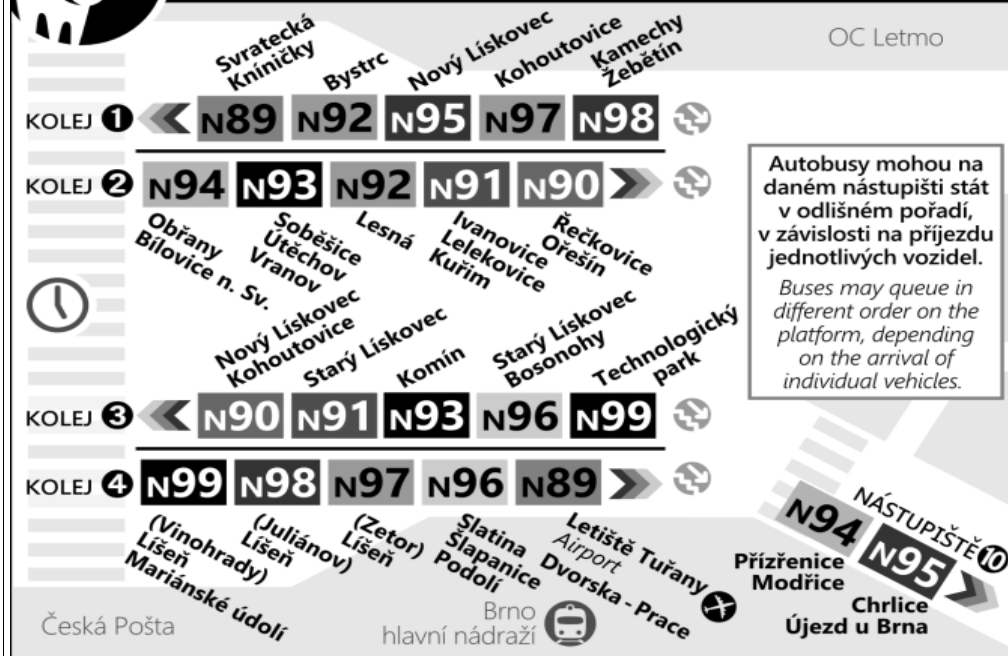 OC Letmo
Svratecká
Kníničky
Bystrc
Nový Lískovec
Kohoutovice
Kamechy
Žebětín
KOLEJ 1 N89 N92 N95 N97 N98
KOLEJ 2 N94 N93 N92 N91 N90
Obřany
Bílovice n. Sv.
Soběšice
Útěchov
Vranov
Lesná
Ivanovice
Lelekovice
Kuřim
Řečkovice
Ořešín
Autobusy mohou na
daném nástupišti stát
v odlišném pořadí,
v závislosti na příjezdu
jednotlivých vozidel.
Buses may queue in
different order on the
platform, depending
on the arrival of
individual vehicles.
Nový Lískovec
Kohoutovice
Starý Lískovec
Komín
Starý Lískovec
Bosonohy
Technologický
park
KOLEJ 3 N90 N91 N93 N96 N99
KOLEJ 4 N99 N98 N97 N96 N89
(Vinohrady)
Líšeň
Mariánské údolí
(Juliánov)
Líšeň
(Zetor)
Líšeň
Šlatina
Šlapanice
Podolí
Letiště Tuřany
Airport
Dvorska - Prace
NÁSTUPIŠTĚ 10
N94 N95
Přízřenice
Modřice
Chrlice
Újezd u Brna
Česká Pošta
Brno
hlavní nádraží